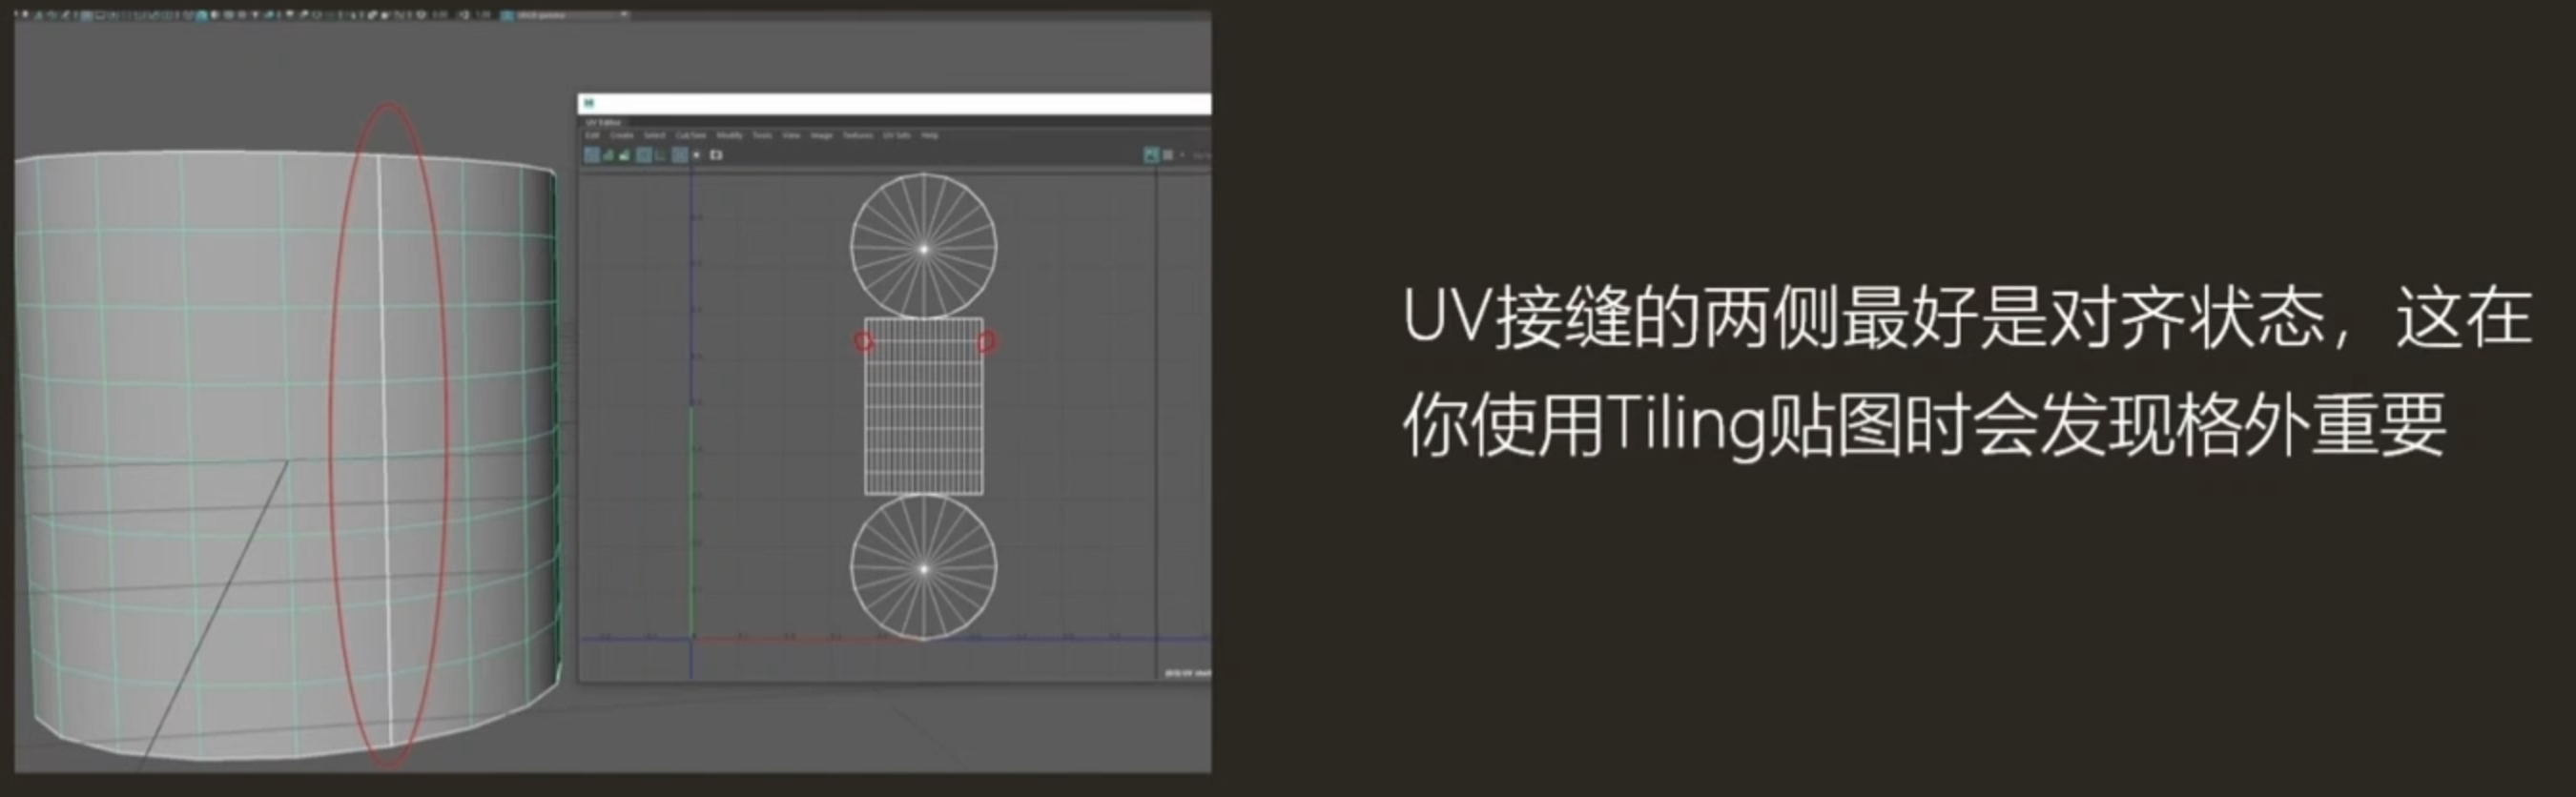 UV Editor
Edit Create Select Cut/Sew Modify Tools View Image Textures UV Sets Help
UV接缝的两侧最好是对齐状态，这在
你使用Tiling贴图时会发现格外重要